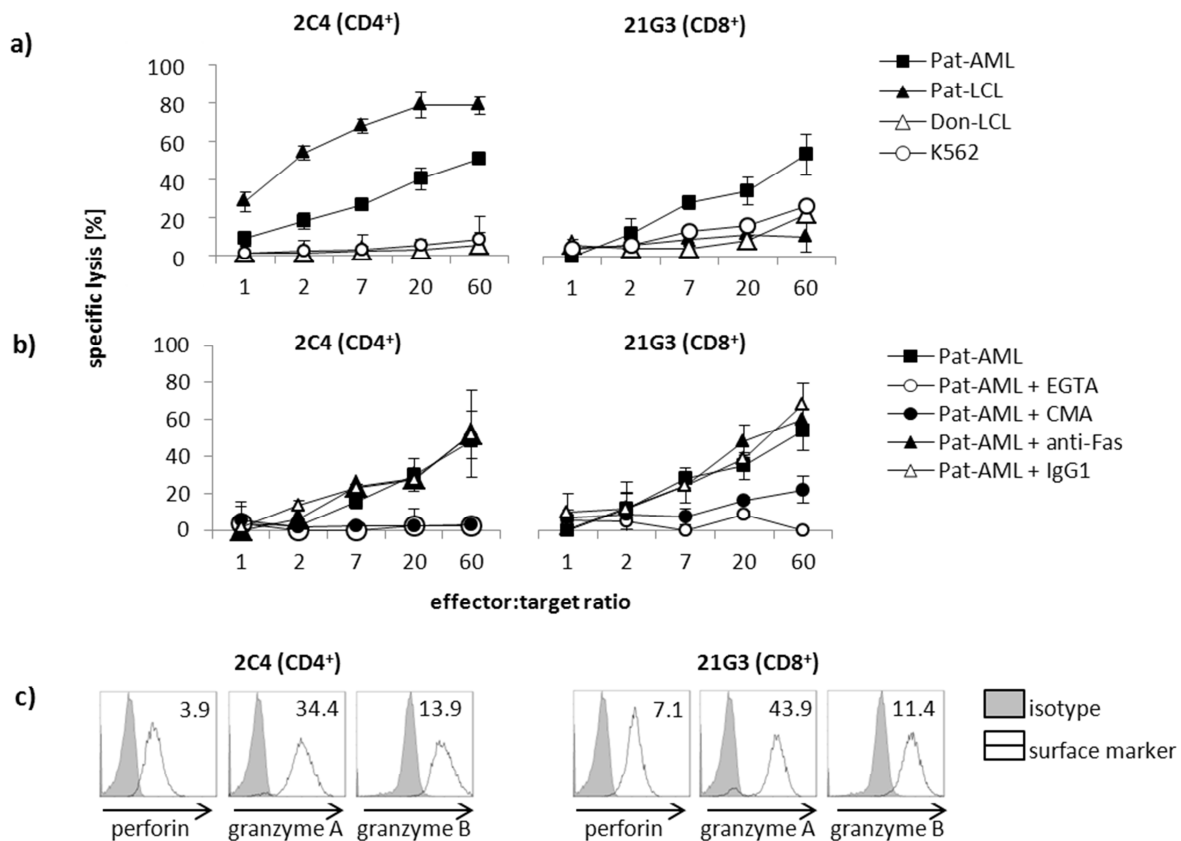 a)
2C4 (CD4⁺)
21G3 (CD8⁺)
100
80
60
40
20
0
1 2 7 20 60
1 2 7 20 60
Pat-AML
Pat-LCL
Don-LCL
K562
specific lysis [%]
b)
2C4 (CD4⁺)
21G3 (CD8⁺)
100
80
60
40
20
0
1 2 7 20 60
1 2 7 20 60
effector:target ratio
Pat-AML
Pat-AML + EGTA
Pat-AML + CMA
Pat-AML + anti-Fas
Pat-AML + IgG1
c)
2C4 (CD4⁺)
21G3 (CD8⁺)
3.9 34.4 13.9
7.1 43.9 11.4
perforin granzyme A granzyme B
perforin granzyme A granzyme B
isotype
surface marker